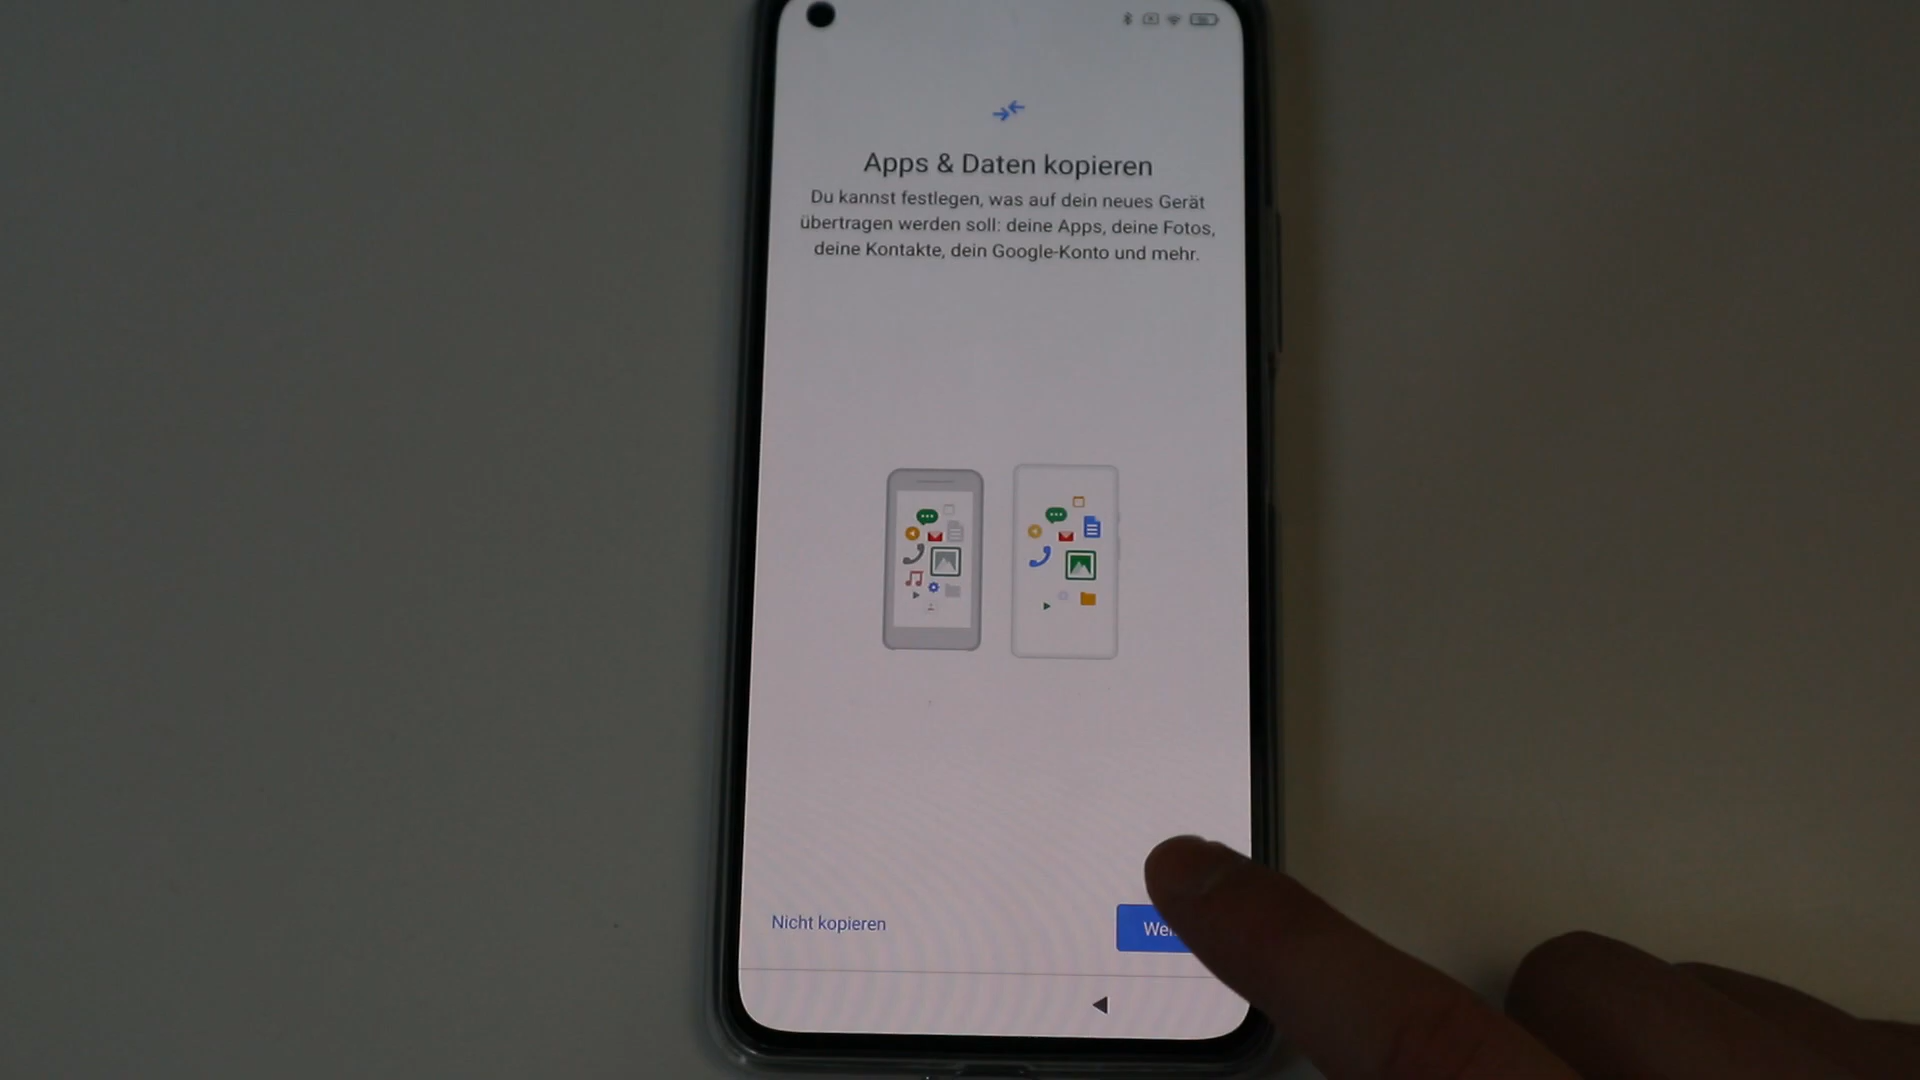 Apps & Daten kopieren
Du kannst festlegen, was auf dein neues Gerät
übertragen werden soll: deine Apps, deine Fotos,
deine Kontakte, dein Google-Konto und mehr.
Nicht kopieren